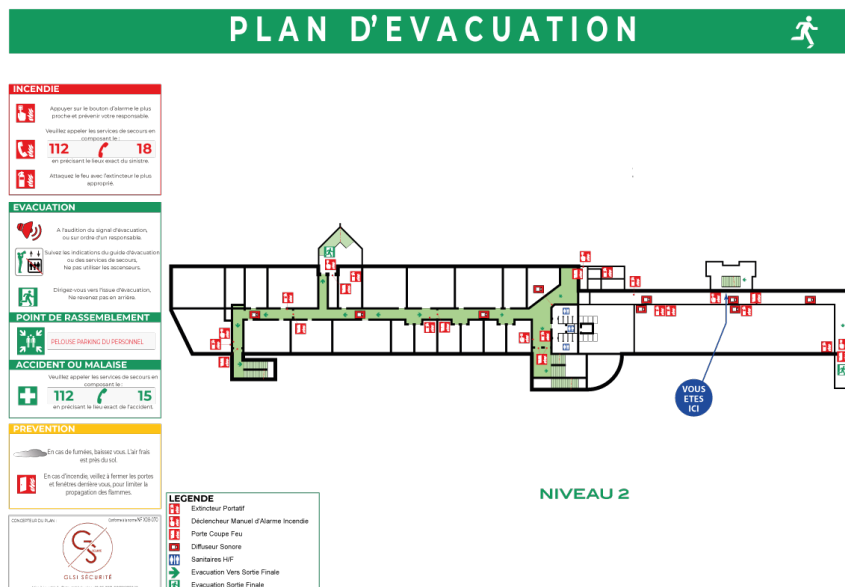 PLAN D'EVACUATION
INCENDIE
Appuyer sur le bouton d'alarme le plus
proche et prévenir votre responsable.
Veuillez appeler les services de secours en
composant le :
112 18
en précisant le lieux exact du sinistre.
Attaquez le feu avec l'extincteur le plus
approprié.
EVACUATION
A l'audition du signal d'évacuation,
ou sur ordre d'un responsable.
Suivez les indications du guide d'évacuation
ou des services de secours,
Ne pas utiliser les ascenseurs.
Dirigez-vous vers l'issue d'évacuation,
Ne revenez pas en arrière.
POINT DE RASSEMBLEMENT
PELOUSE PARKING DU PERSONNEL
ACCIDENT OU MALAISE
Veuillez appeler les services de secours en
composant le :
112 15
en précisant le lieu exact de l'accident.
PREVENTION
En cas de fumées, baissez vous. L'air frais
est près du sol.
En cas d'incendie, veillez à fermer les portes
et fenêtres derrière vous, pour limiter la
propagation des flammes.
CONCEPTEUR DU PLAN :
GLSI SÉCURITÉ
VOUS
ETES
ICI
NIVEAU 2
LEGENDE
Extincteur Portatif
Déclencheur Manuel d'Alarme Incendie
Porte Coupe Feu
Diffuseur Sonore
Sanitaires H/F
Evacuation Vers Sortie Finale
Evacuation Sortie Finale